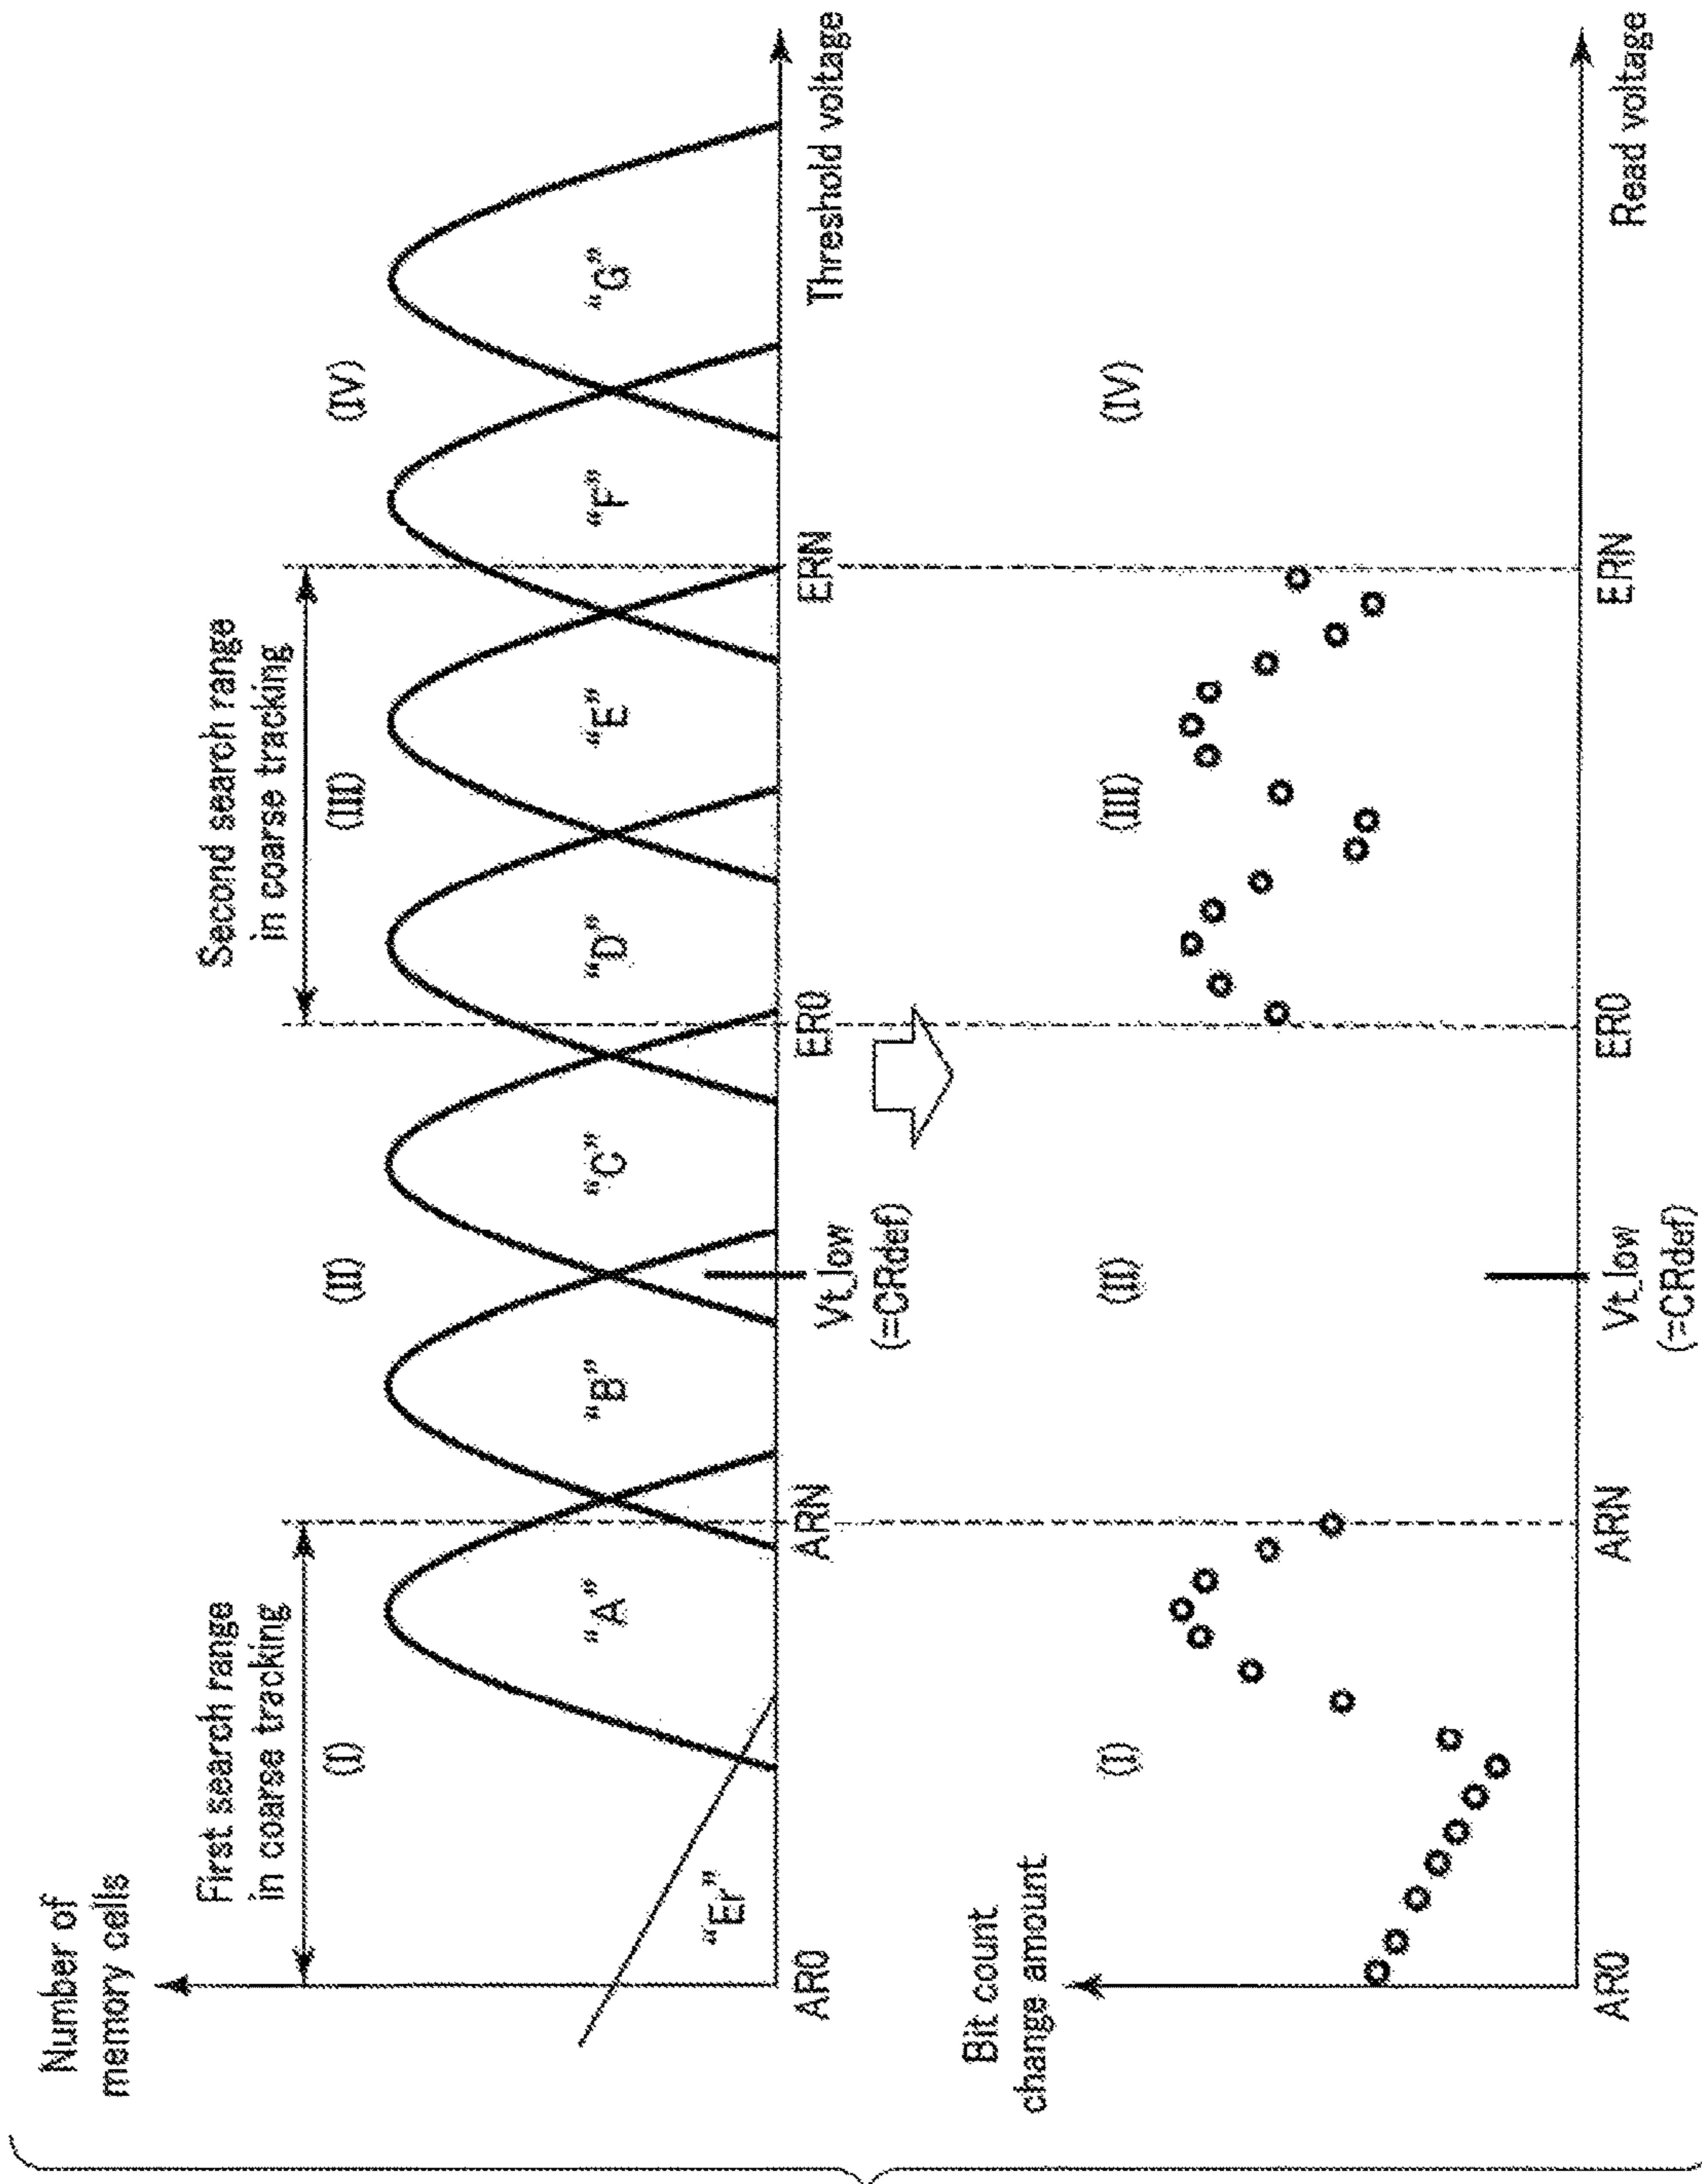 Number of
memory cells
First search range
in coarse tracking
Second search range
in coarse tracking
(I)
(II)
(III)
(IV)
“Er”
“A”
“B”
“C”
“D”
“E”
“F”
“G”
AR0
ARN
Vt_low
(=CRdef)
ER0
ERN
Threshold voltage
Bit count
change amount
(I)
(II)
(III)
(IV)
AR0
ARN
Vt_low
(=CRdef)
ER0
ERN
Read voltage